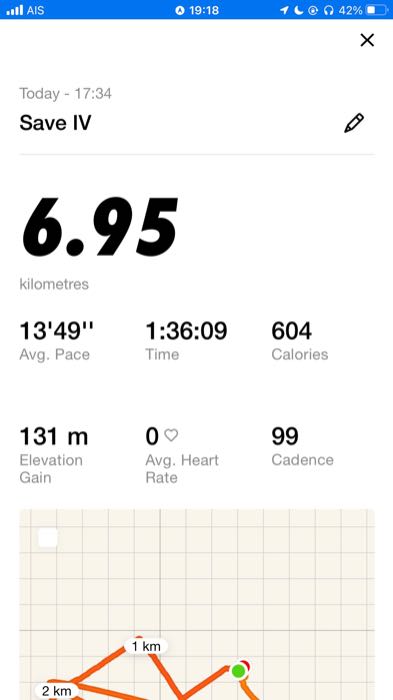 AIS 19:18 42%
Today - 17:34
Save IV
6.95
kilometres
13'49'' 1:36:09 604
Avg. Pace Time Calories
131 m 0 99
Elevation Gain Avg. Heart Rate Cadence
1 km
2 km